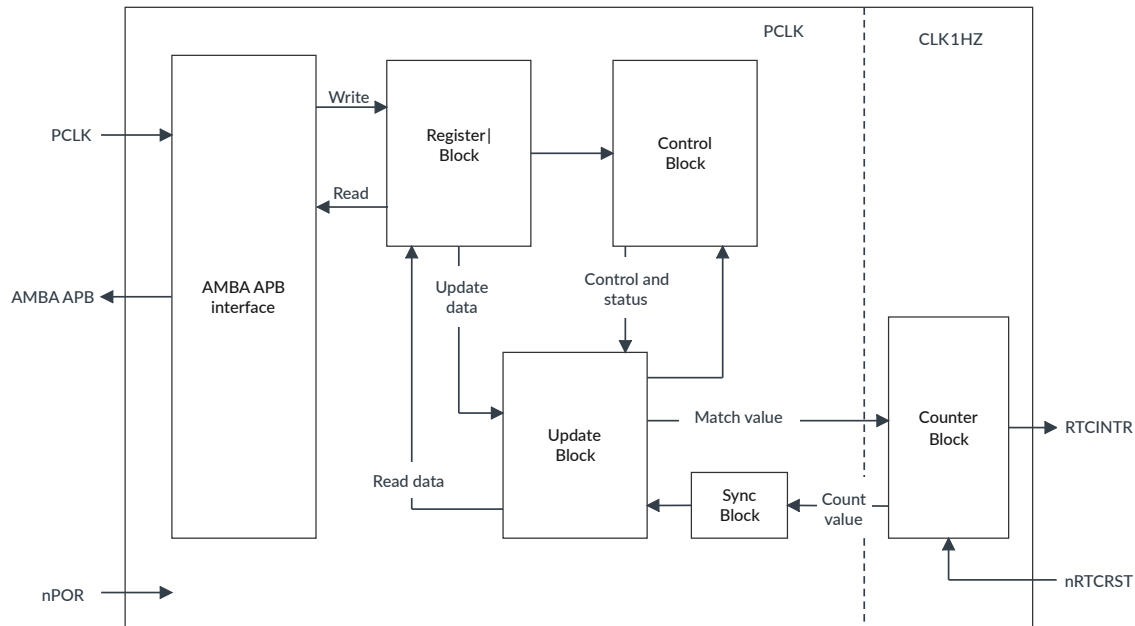 PCLK
CLK1HZ
Write
PCLK
Register|
Block
Control
Block
Read
AMBA APB
AMBA APB
interface
Update
data
Control and
status
Match value
Counter
Block
RTCINTR
Update
Block
Read data
Sync
Block
Count
value
nPOR
nRTCRST